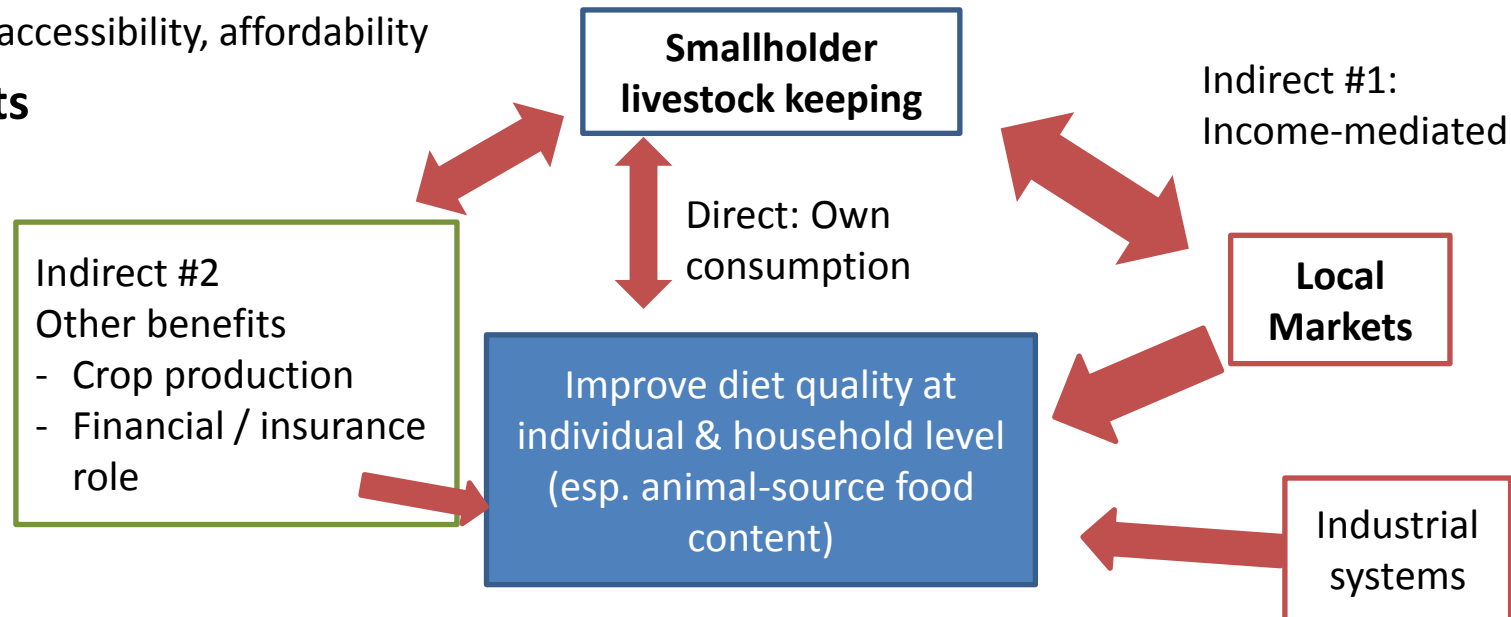 accessibility, affordability
ts
Smallholder
livestock keeping
Indirect #1:
Income-mediated
Direct: Own
consumption
Indirect #2
Other benefits
- Crop production
- Financial / insurance
role
Local
Markets
Improve diet quality at
individual & household level
(esp. animal-source food
content)
Industrial
systems